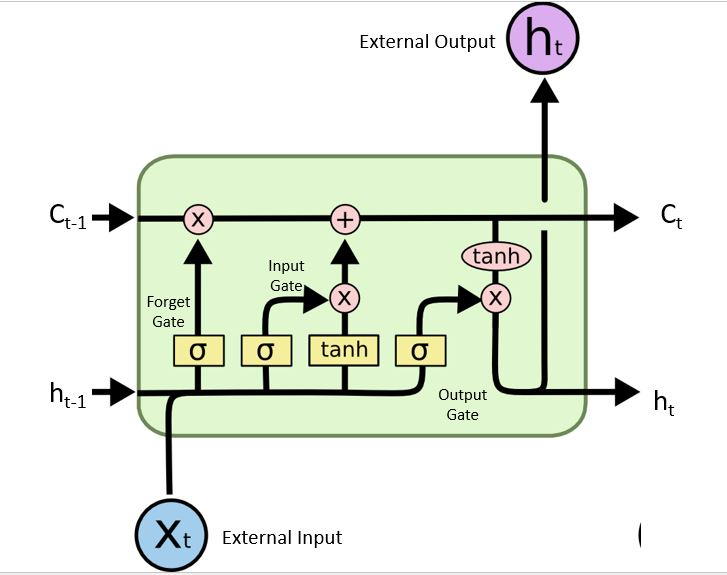 External Output
ht
Ct-1
x
+
Ct
tanh
Input
Gate
x
x
Forget
Gate
σ
σ
tanh
σ
ht-1
Output
Gate
ht
Xt
External Input